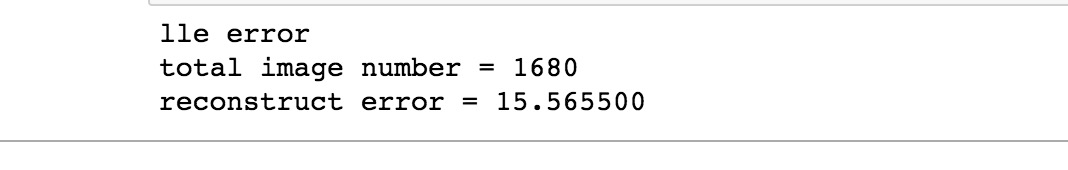 lle error
total image number = 1680
reconstruct error = 15.565500